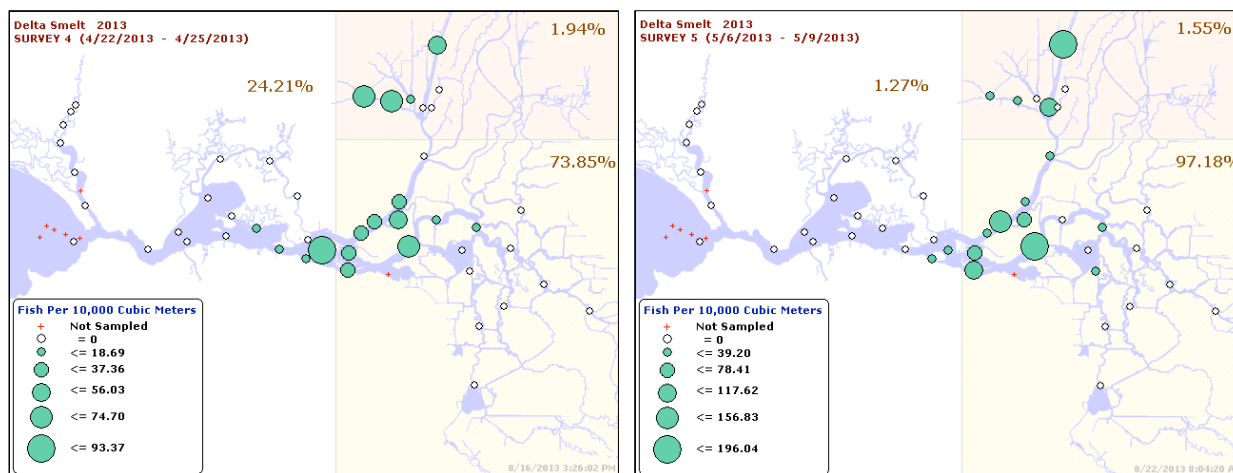 Delta Smelt 2013
SURVEY 4 (4/22/2013 - 4/25/2013)
1.94%
24.21%
73.85%
Fish Per 10,000 Cubic Meters
Not Sampled
= 0
<= 18.69
<= 37.36
<= 56.03
<= 74.70
<= 93.37
8/16/2013 3:26:02 PM
Delta Smelt 2013
SURVEY 5 (5/6/2013 - 5/9/2013)
1.55%
1.27%
97.18%
Fish Per 10,000 Cubic Meters
Not Sampled
= 0
<= 39.20
<= 78.41
<= 117.62
<= 156.83
<= 196.04
8/22/2013 8:04:20 A